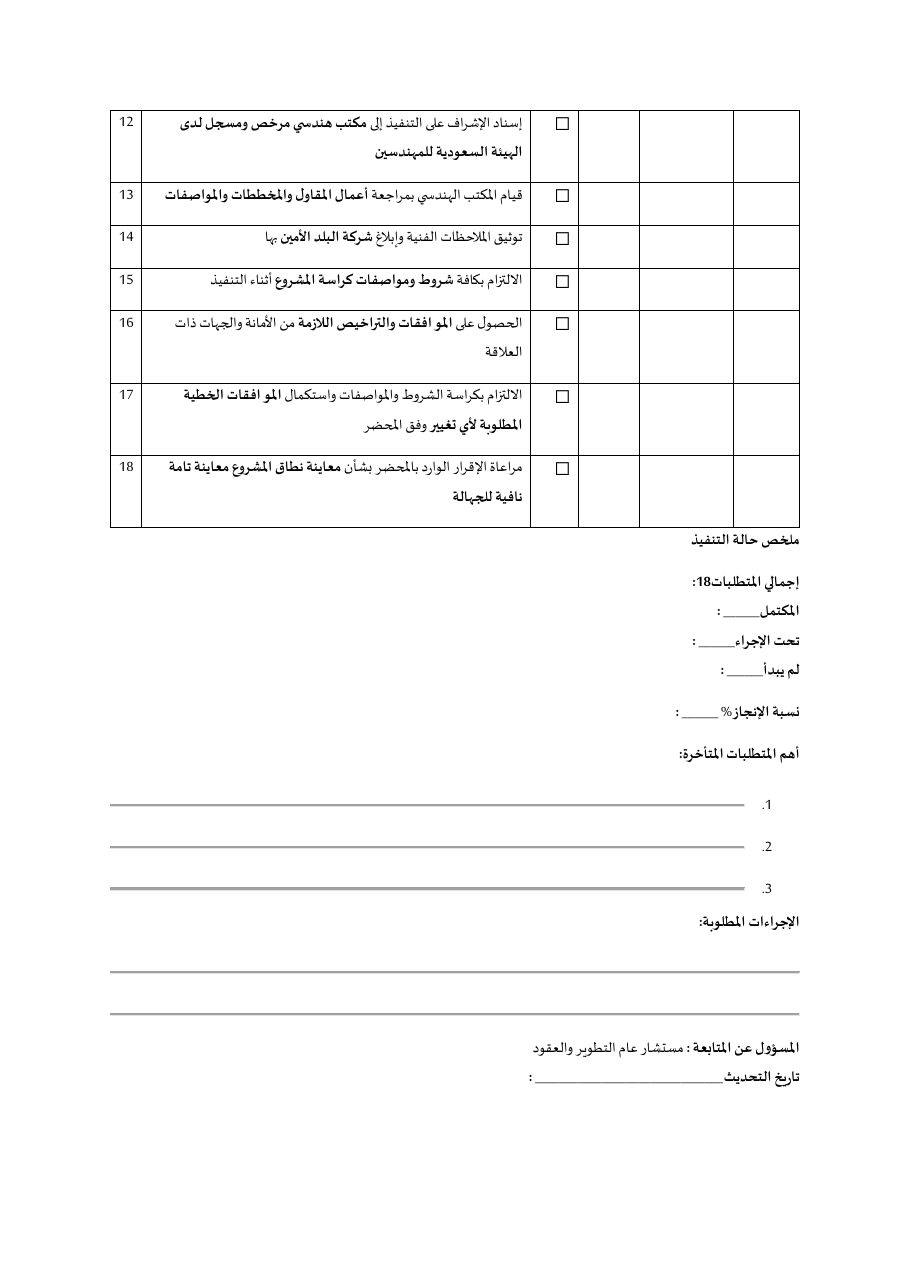 12 إسناد الإشراف على التنفيذ إلى مكتب هندسي مرخص ومسجل لدى
الهيئة السعودية للمهندسين
☐
13 قيام المكتب الهندسي بمراجعة أعمال المقاول والمخططات والمواصفات
☐
14 توثيق الملاحظات الفنية وإبلاغ شركة البلد الأمين بها
☐
15 الالتزام بكافة شروط ومواصفات كراسة المشروع أثناء التنفيذ
☐
16 الحصول على الموافقات والتراخيص اللازمة من الأمانة والجهات ذات
العلاقة
☐
17 الالتزام بكراسة الشروط والمواصفات واستكمال الموافقات الخطية
المطلوبة لأي تغيير وفق المحضر
☐
18 مراعاة الإقرار الوارد بالمحضر بشأن معاينة نطاق المشروع معاينة تامة
نافية للجهالة
☐
ملخص حالة التنفيذ
إجمالي المتطلبات18:
المكتمل_____ :
تحت الإجراء_____ :
لم يبدأ_____ :
نسبة الإنجاز% _____ :
أهم المتطلبات المتأخرة:
1.
2.
3.
الإجراءات المطلوبة:
المسؤول عن المتابعة : مستشار عام التطوير والعقود
تاريخ التحديث__________________________ :